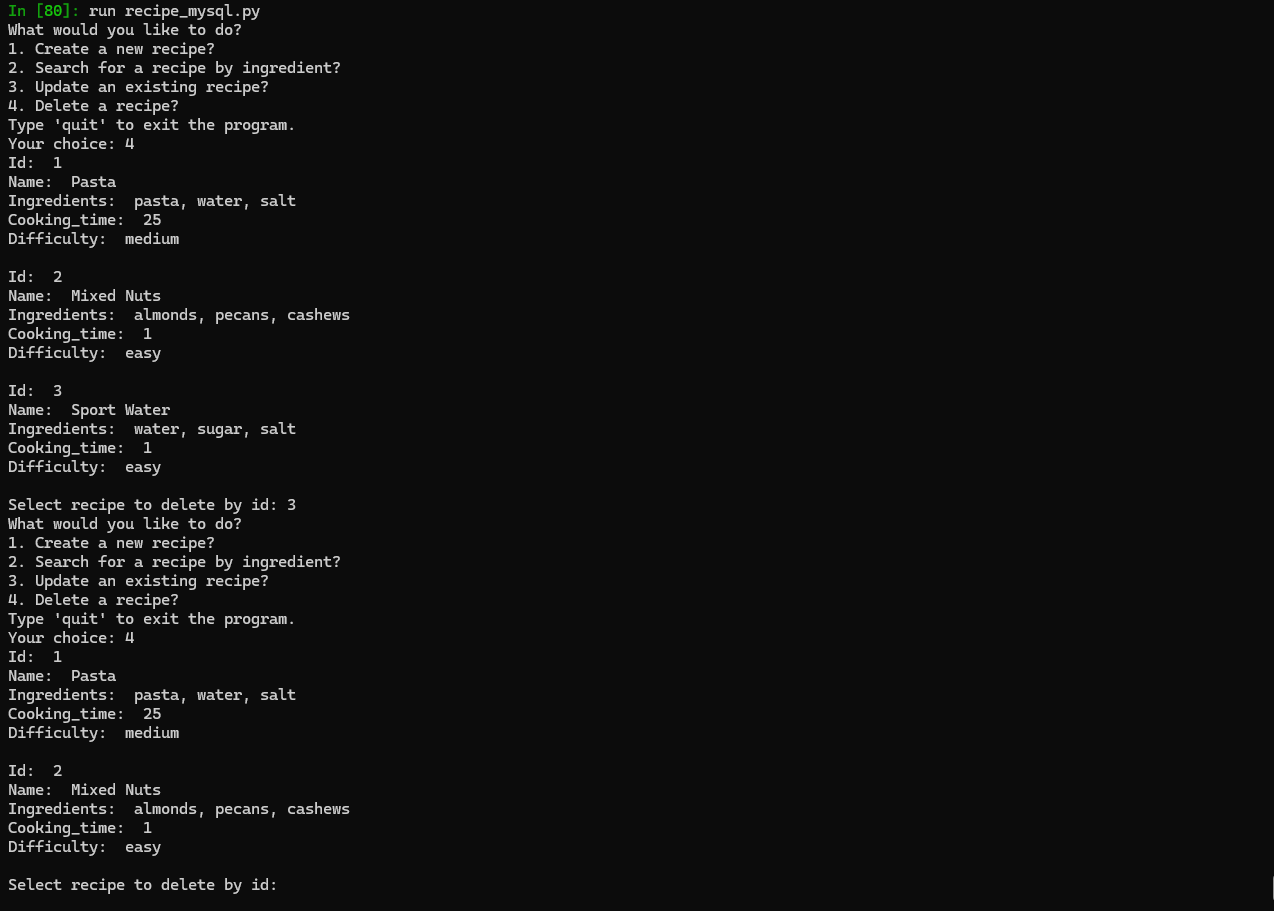 In [80]: run recipe_mysql.py
What would you like to do?
1. Create a new recipe?
2. Search for a recipe by ingredient?
3. Update an existing recipe?
4. Delete a recipe?
Type 'quit' to exit the program.
Your choice: 4
Id:  1
Name:  Pasta
Ingredients:  pasta, water, salt
Cooking_time:  25
Difficulty:  medium

Id:  2
Name:  Mixed Nuts
Ingredients:  almonds, pecans, cashews
Cooking_time:  1
Difficulty:  easy

Id:  3
Name:  Sport Water
Ingredients:  water, sugar, salt
Cooking_time:  1
Difficulty:  easy

Select recipe to delete by id: 3
What would you like to do?
1. Create a new recipe?
2. Search for a recipe by ingredient?
3. Update an existing recipe?
4. Delete a recipe?
Type 'quit' to exit the program.
Your choice: 4
Id:  1
Name:  Pasta
Ingredients:  pasta, water, salt
Cooking_time:  25
Difficulty:  medium

Id:  2
Name:  Mixed Nuts
Ingredients:  almonds, pecans, cashews
Cooking_time:  1
Difficulty:  easy

Select recipe to delete by id: